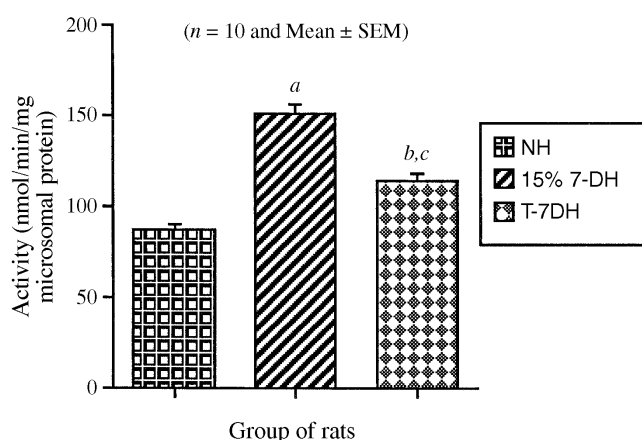 (n = 10 and Mean ± SEM)
200
150
100
50
0
Activity (nmol/min/mg
microsomal protein)
a
b,c
NH
15% 7-DH
T-7DH
Group of rats